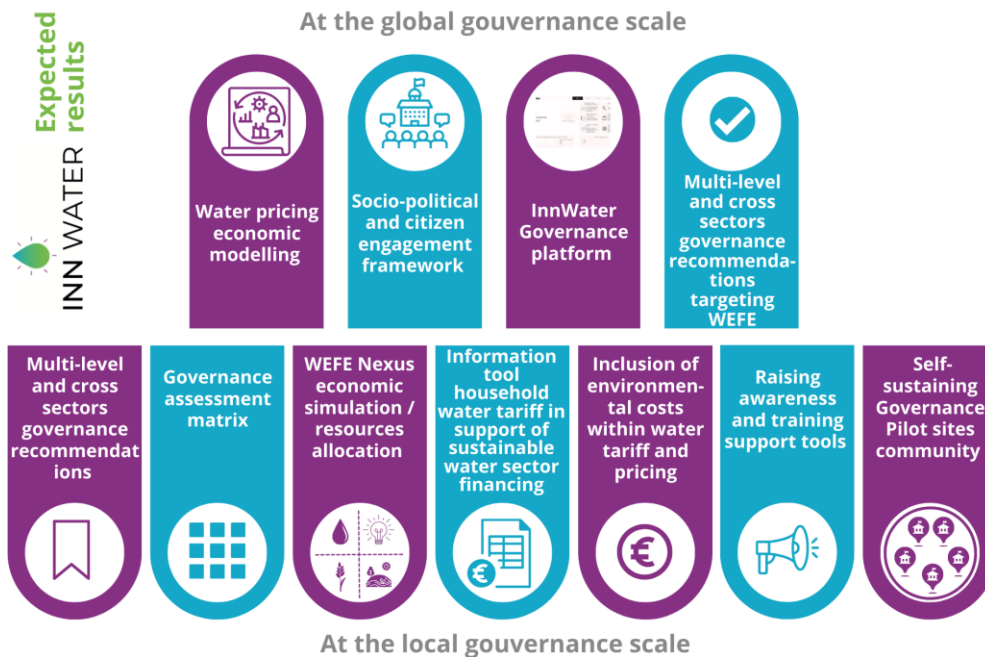 At the global gouvernance scale
Expected
results
INN WATER
Water pricing
economic
modelling
Socio-political
and citizen
engagement
framework
InnWater
Governance
platform
Multi-level
and cross
sectors
governance
recommenda-
tions
targeting
WEFE
Multi-level
and cross
sectors
governance
recommendat
ions
Governance
assessment
matrix
WEFE Nexus
economic
simulation /
resources
allocation
Information
tool
household
water tariff in
support of
sustainable
water sector
financing
Inclusion of
environmen-
tal costs
within water
tariff and
pricing
Raising
awareness
and training
support tools
Self-
sustaining
Governance
Pilot sites
community
€
€
At the local gouvernance scale